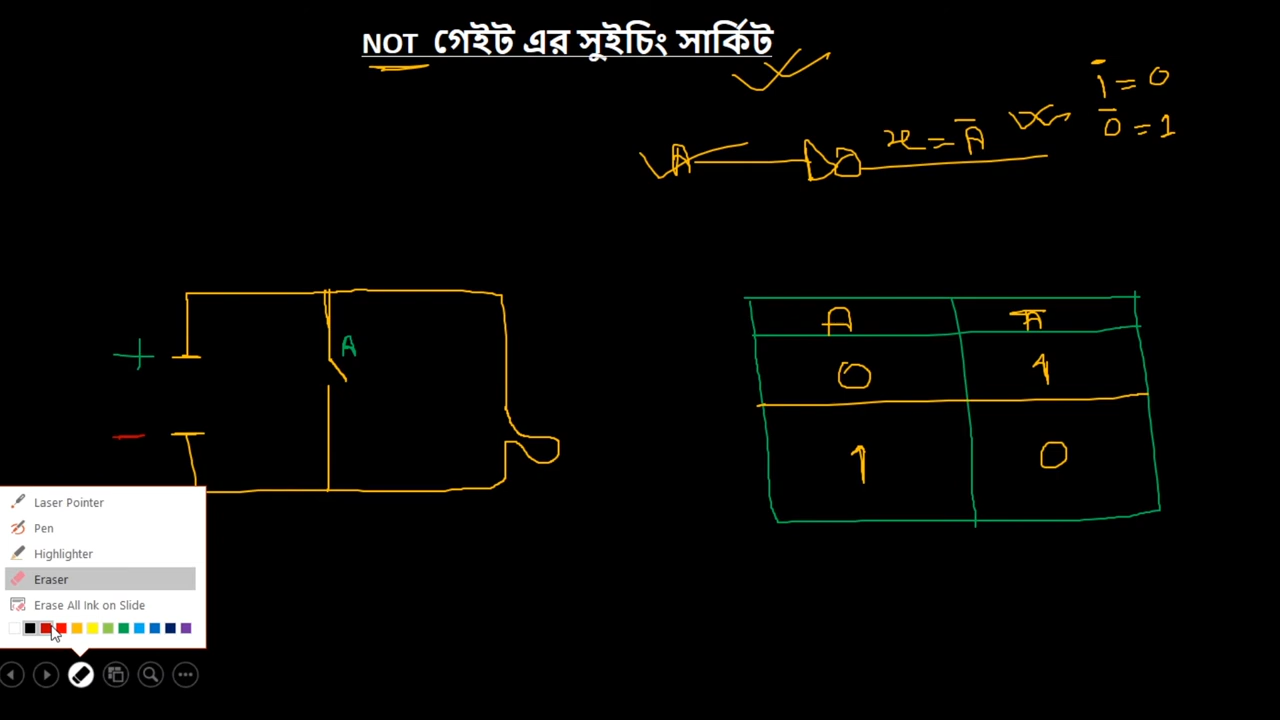 NOT গেইট এর সুইচিং সার্কিট
1̄ = 0
0̄ = 1
A
x = Ā
+
A
−
A Ā
0 1
1 0
Laser Pointer
Pen
Highlighter
Eraser
Erase All Ink on Slide